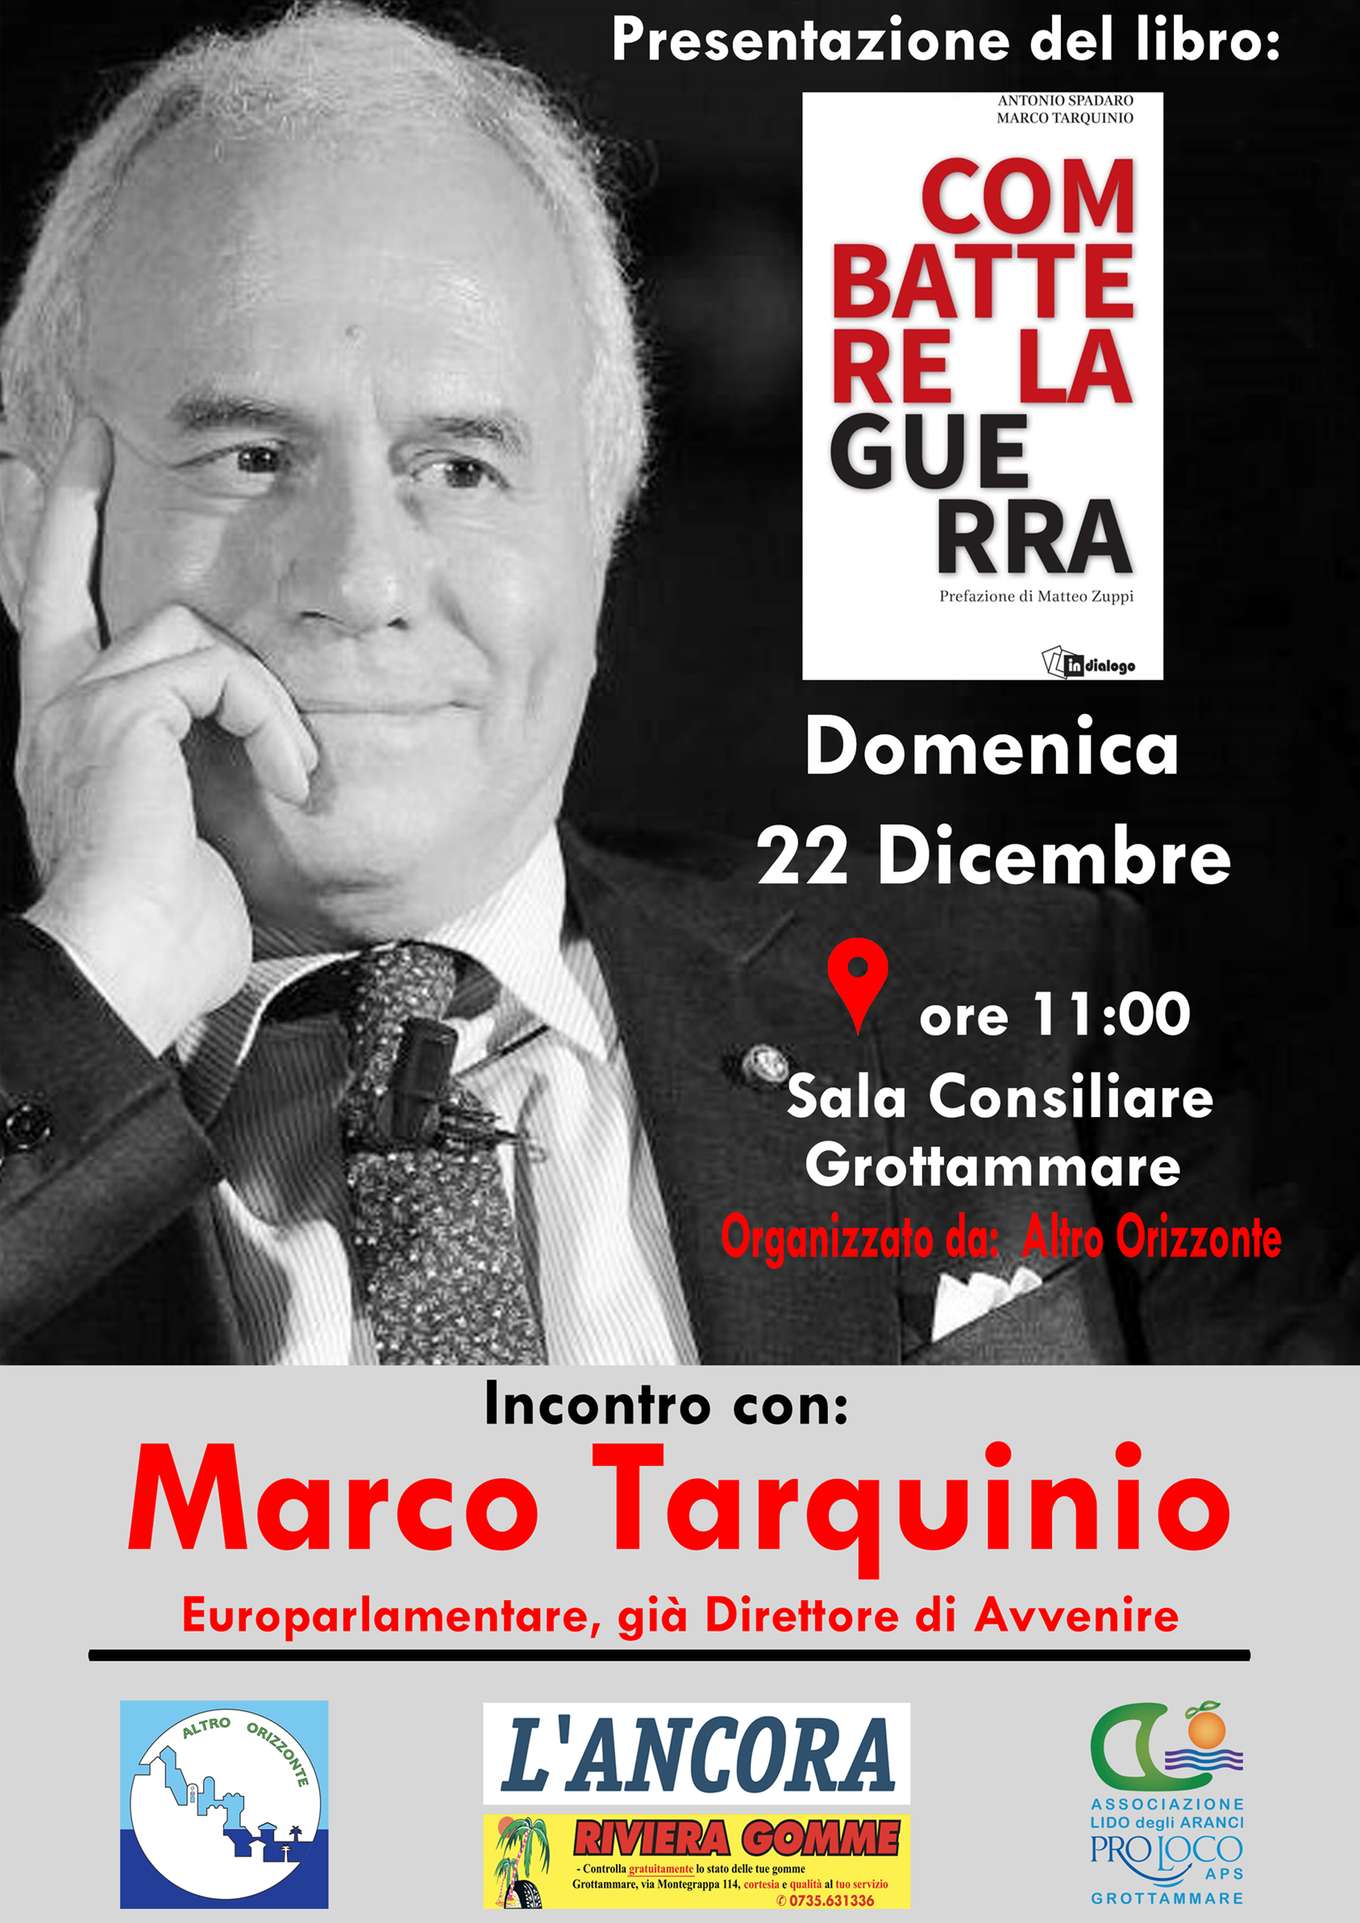 Presentazione del libro:
ANTONIO SPADARO
MARCO TARQUINIO
COM
BATTE
RE LA
GUE
RRA
Prefazione di Matteo Zuppi
in dialogo
Domenica
22 Dicembre
ore 11:00
Sala Consiliare
Grottammare
Organizzato da: Altro Orizzonte
Incontro con:
Marco Tarquinio
Europarlamentare, già Direttore di Avvenire
ALTRO ORIZZONTE
L'ANCORA
RIVIERA GOMME
- Controlla gratuitamente lo stato delle tue gomme
Grottammare, via Montegrappa 114, cortesia e qualità al tuo servizio
✆ 0735.631336
ASSOCIAZIONE
LIDO degli ARANCI
PRO LOCO
APS
GROTTAMMARE